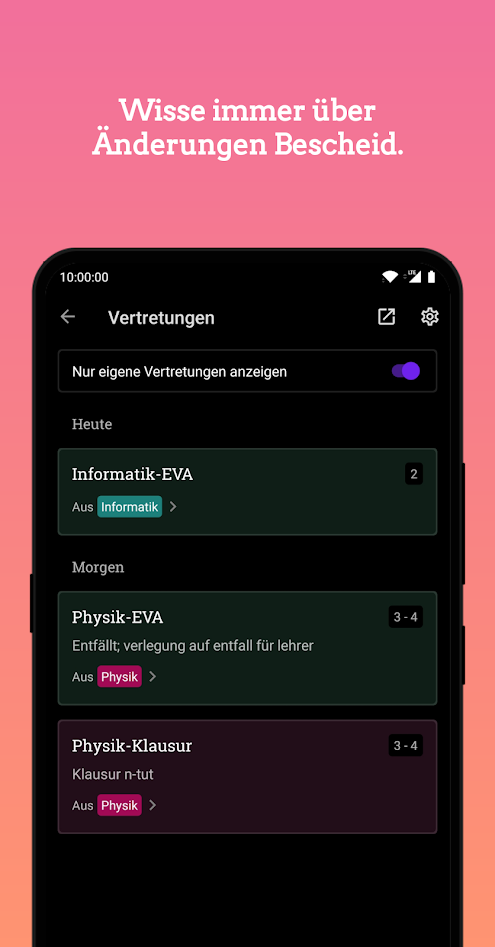 Wisse immer über
Änderungen Bescheid.
10:00:00
LTE
Vertretungen
Nur eigene Vertretungen anzeigen
Heute
Informatik-EVA 2
Aus Informatik
Morgen
Physik-EVA 3 - 4
Entfällt; verlegung auf entfall für lehrer
Aus Physik
Physik-Klausur 3 - 4
Klausur n-tut
Aus Physik